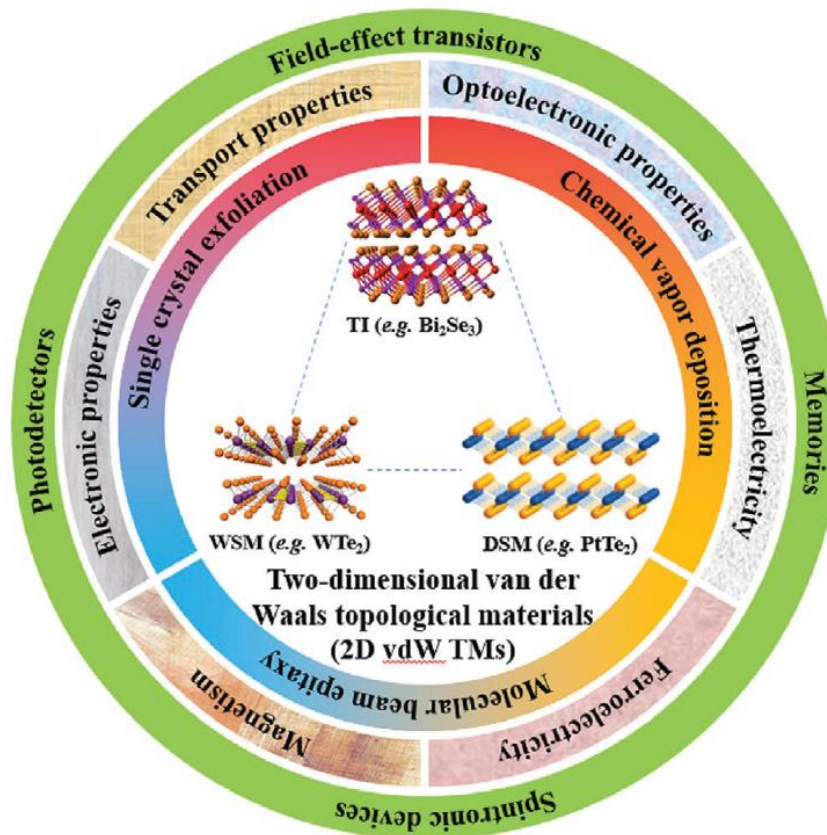 Field-effect transistors
Transport properties
Optoelectronic properties
Single crystal exfoliation
Chemical vapor deposition
TI (e.g. Bi₂Se₃)
Photodetectors
Electronic properties
Thermoelectricity
Memories
WSM (e.g. WTe₂)
DSM (e.g. PtTe₂)
Two-dimensional van der
Waals topological materials
(2D vdW TMs)
Molecular beam epitaxy
Magnetism
Ferroelectricity
Spintronic devices